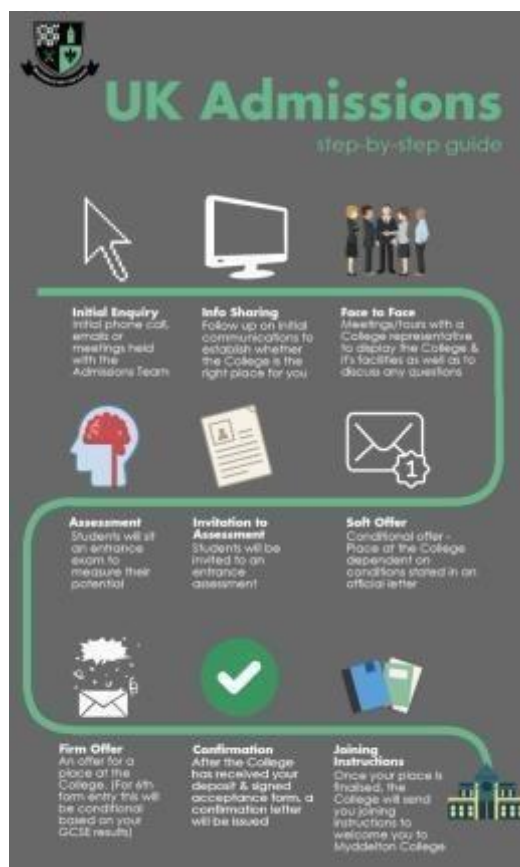 UK Admissions
step-by-step guide
Initial Enquiry
Initial phone call,
emails or
meetings held
with the
Admissions Team
Info Sharing
Follow up on initial
communications to
establish whether
the College is the
right place for you
Face to Face
Meetings/tours with a
College representative
to display the College &
it's facilities as well as to
discuss any questions
Assessment
Students will sit
an entrance
exam to
measure their
potential
Invitation to
Assessment
Students will be
invited to an
entrance
assessment
1
Soft Offer
Conditional offer -
Place at the College
dependent on
conditions stated in an
official letter
Firm Offer
An offer for a
place at the
College. (For 6th
form entry this will
be conditional
based on your
GCSE results)
Confirmation
After the College
has received your
deposit & signed
acceptance form, a
confirmation letter
will be issued
Joining
Instructions
Once your place is
finalised, the
College will send
you joining
instructions to
welcome you to
Myddelton College